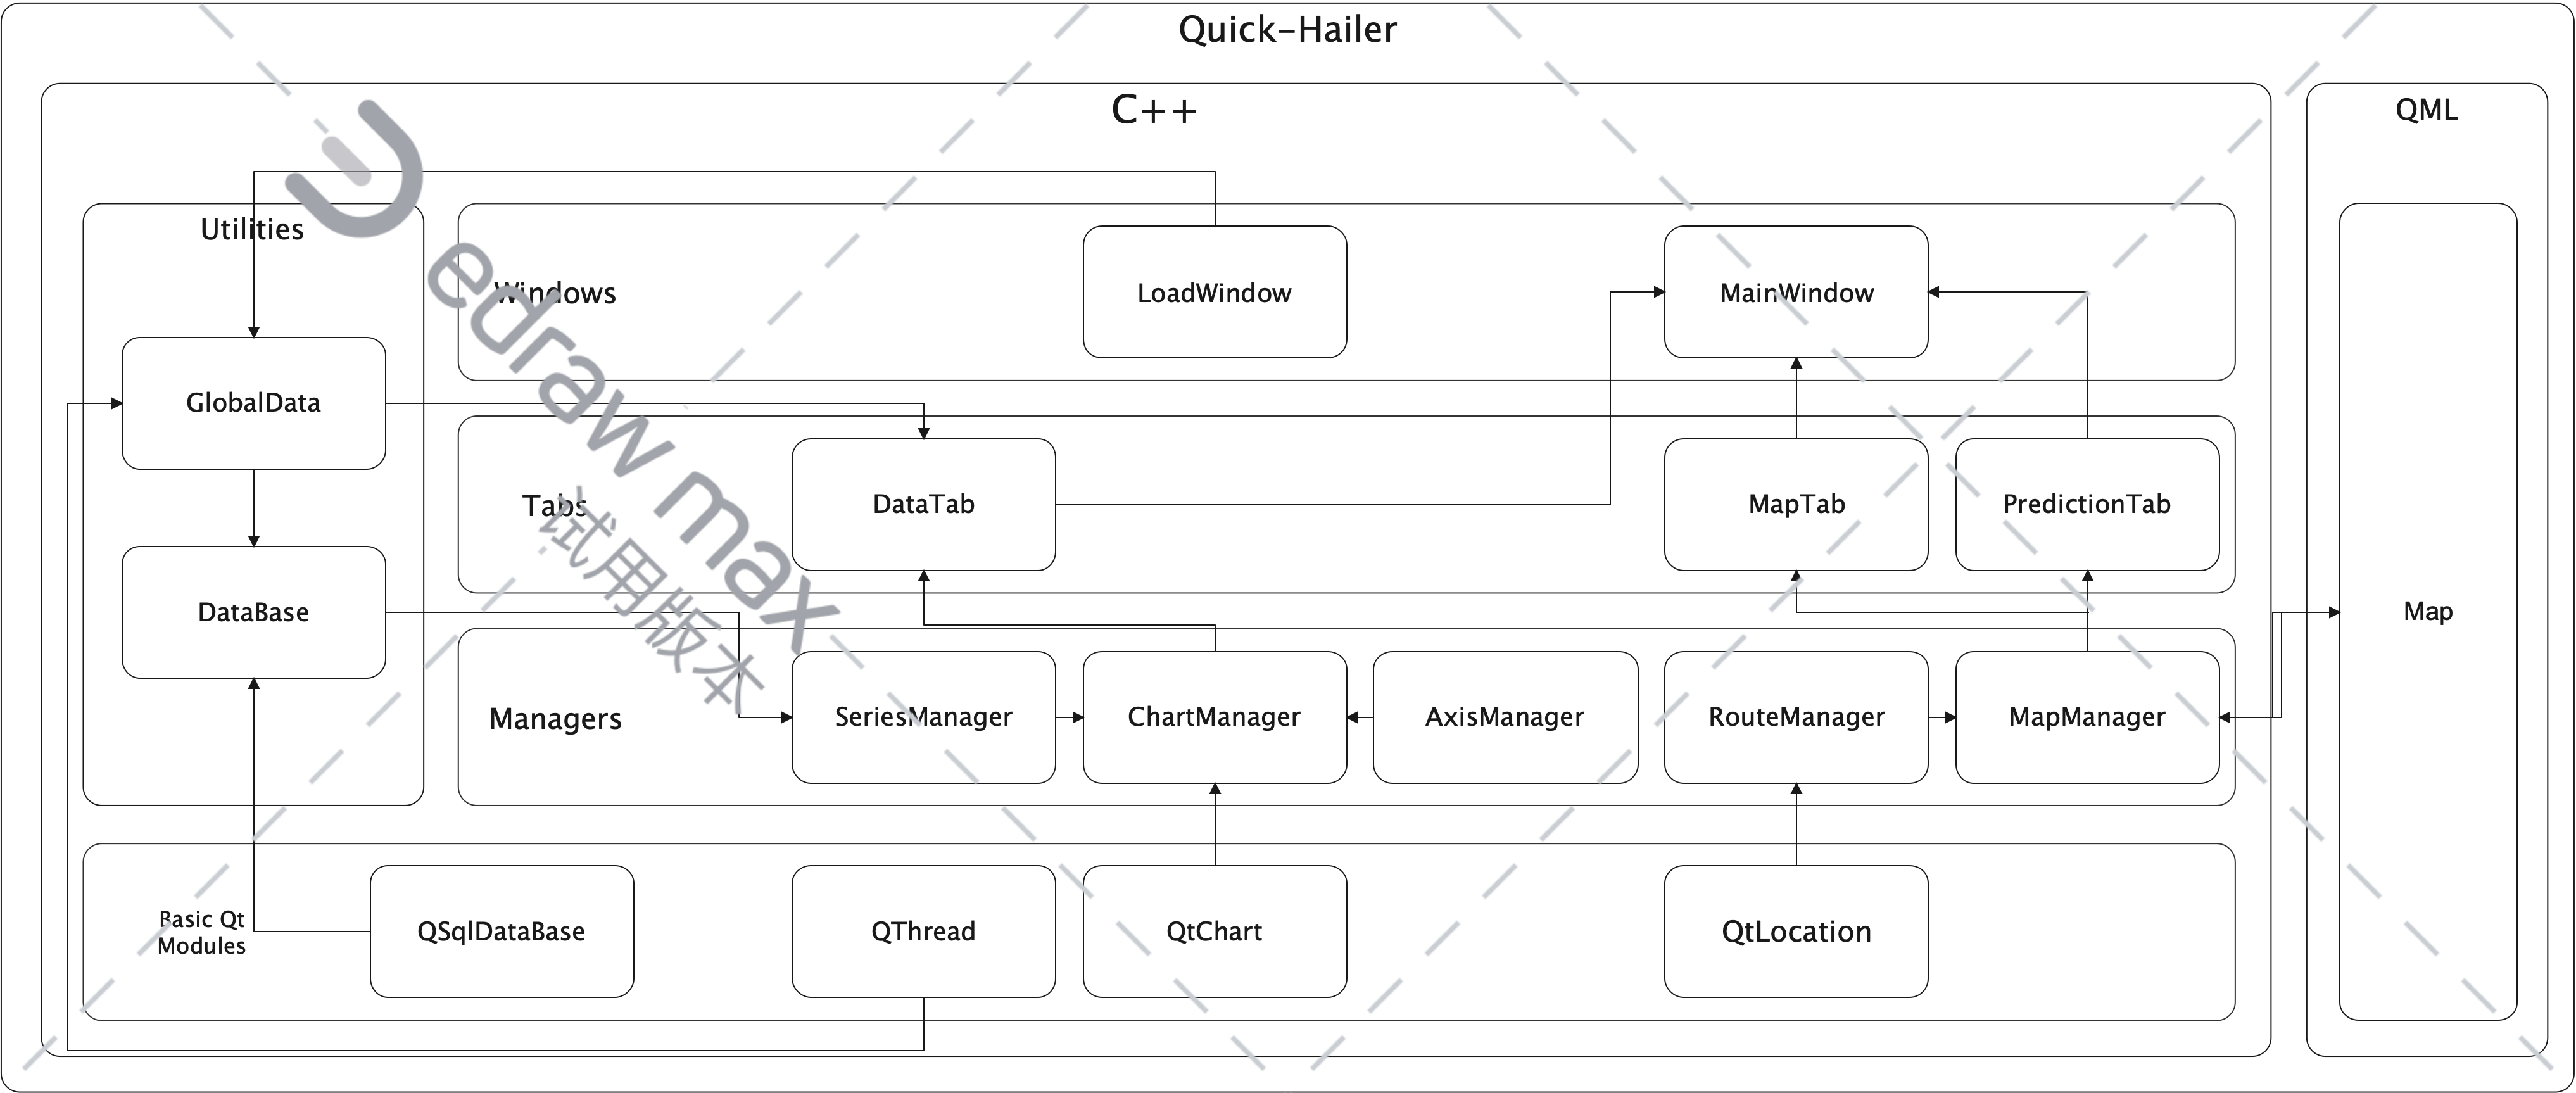 Quick-Hailer
C++
QML
Utilities
Windows
LoadWindow
MainWindow
GlobalData
Tabs
DataTab
MapTab
PredictionTab
DataBase
Map
Managers
SeriesManager
ChartManager
AxisManager
RouteManager
MapManager
Basic Qt
Modules
QSqlDataBase
QThread
QtChart
QtLocation
edraw max
试用版本